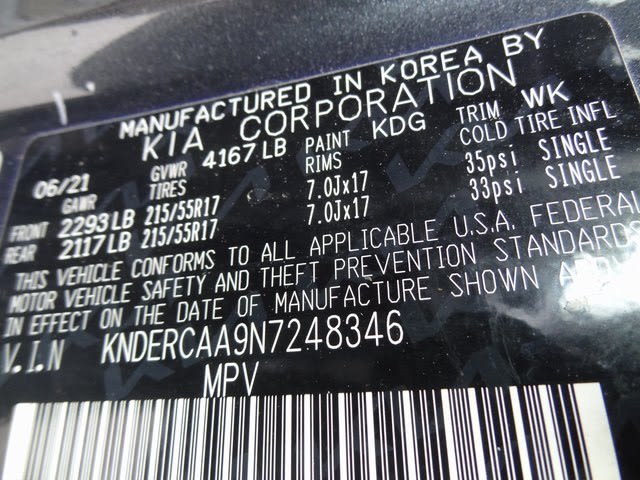 MANUFACTURED IN KOREA BY
KIA CORPORATION
06/21 GVWR 4167 LB PAINT KDG TRIM WK
GAWR TIRES RIMS COLD TIRE INFL
FRONT 2293 LB 215/55R17 7.0Jx17 35psi SINGLE
REAR 2117 LB 215/55R17 7.0Jx17 33psi SINGLE
THIS VEHICLE CONFORMS TO ALL APPLICABLE U.S.A. FEDERAL
MOTOR VEHICLE SAFETY AND THEFT PREVENTION STANDARDS
IN EFFECT ON THE DATE OF MANUFACTURE SHOWN
V.I.N KNDERCAA9N7248346
MPV